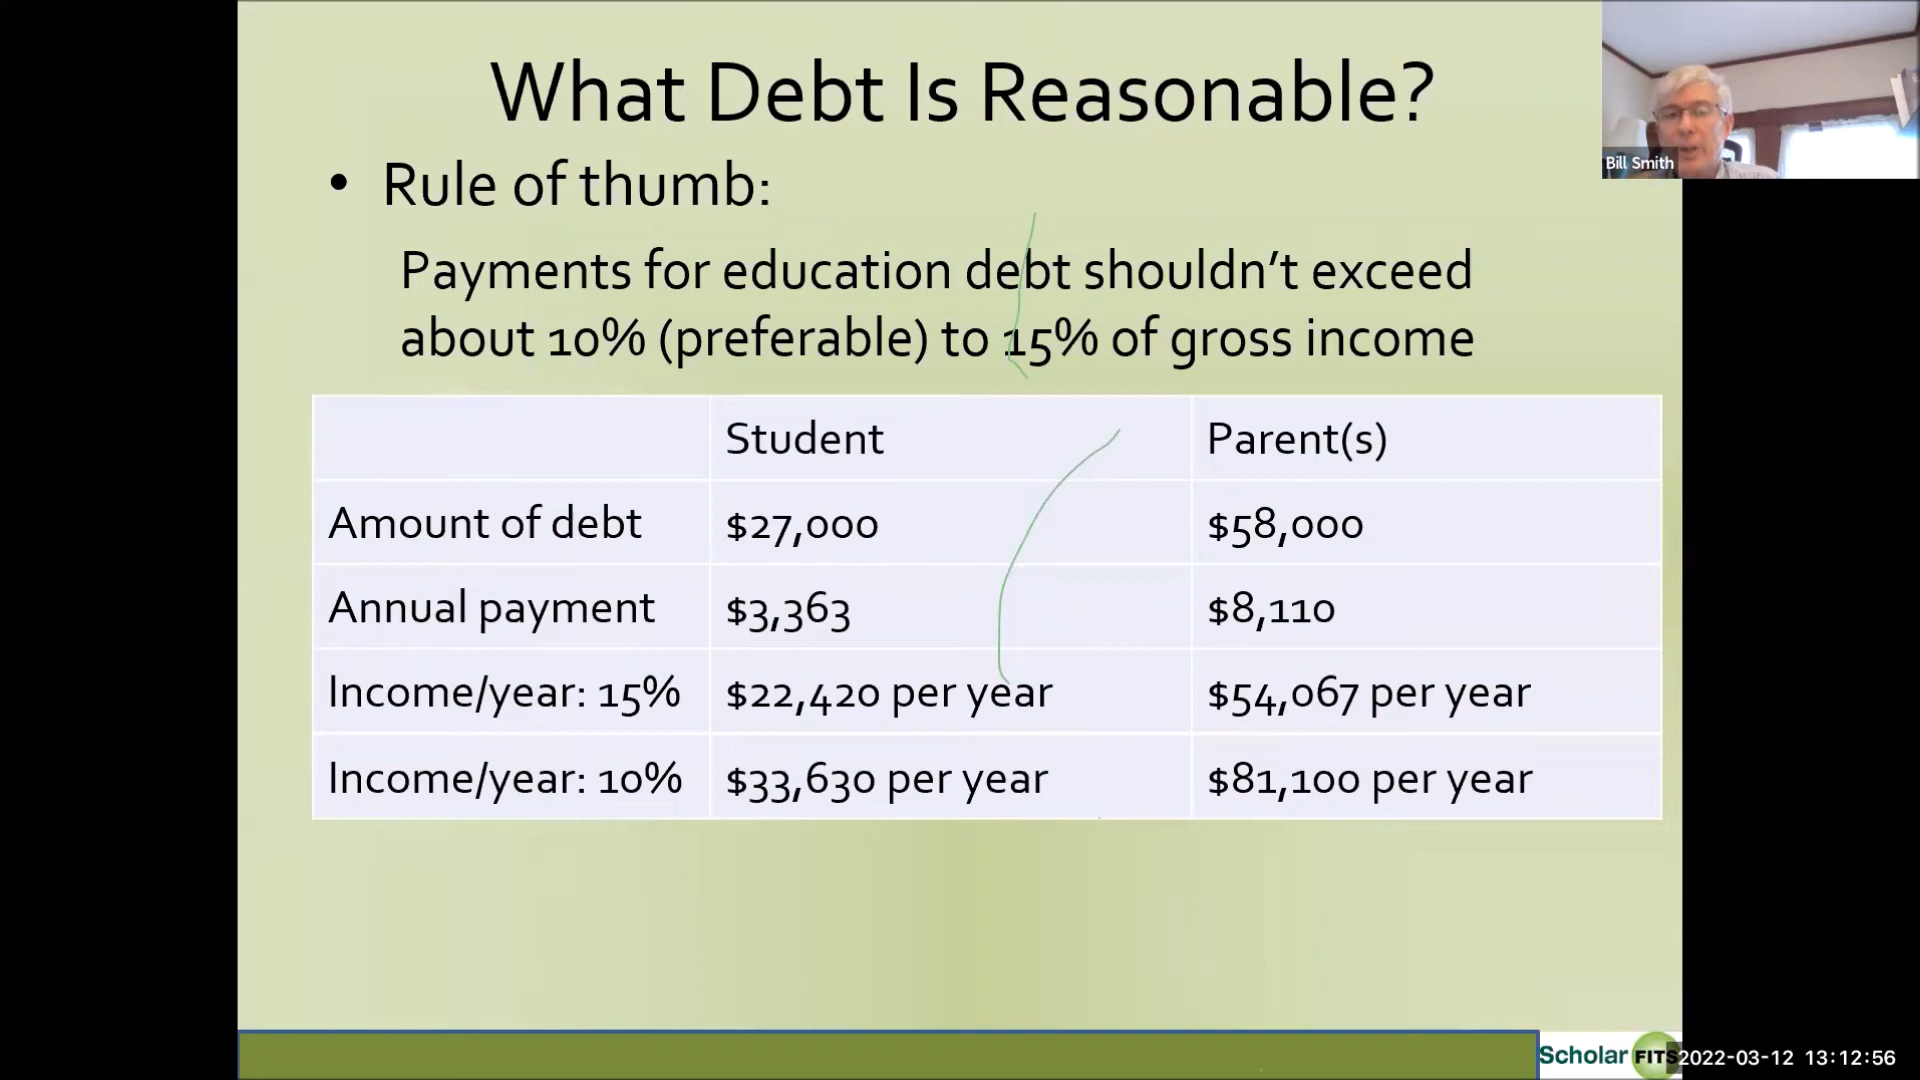 What Debt Is Reasonable?
Bill Smith
• Rule of thumb:
Payments for education debt shouldn’t exceed
about 10% (preferable) to 15% of gross income
Student Parent(s)
Amount of debt $27,000 $58,000
Annual payment $3,363 $8,110
Income/year: 15% $22,420 per year $54,067 per year
Income/year: 10% $33,630 per year $81,100 per year
Scholar FITS 2022-03-12 13:12:56